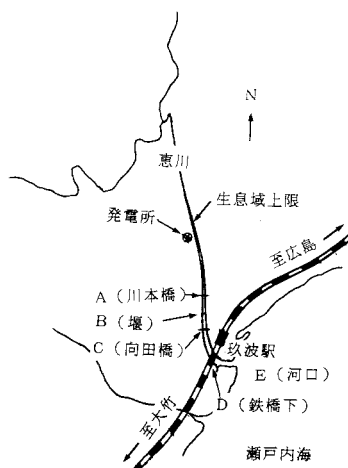 N
恵川
生息域上限
発電所
至広島
A（川本橋）
B（堰）
C（向田橋）
玖波駅
E（河口）
D（鉄橋下）
至大竹
瀬戸内海